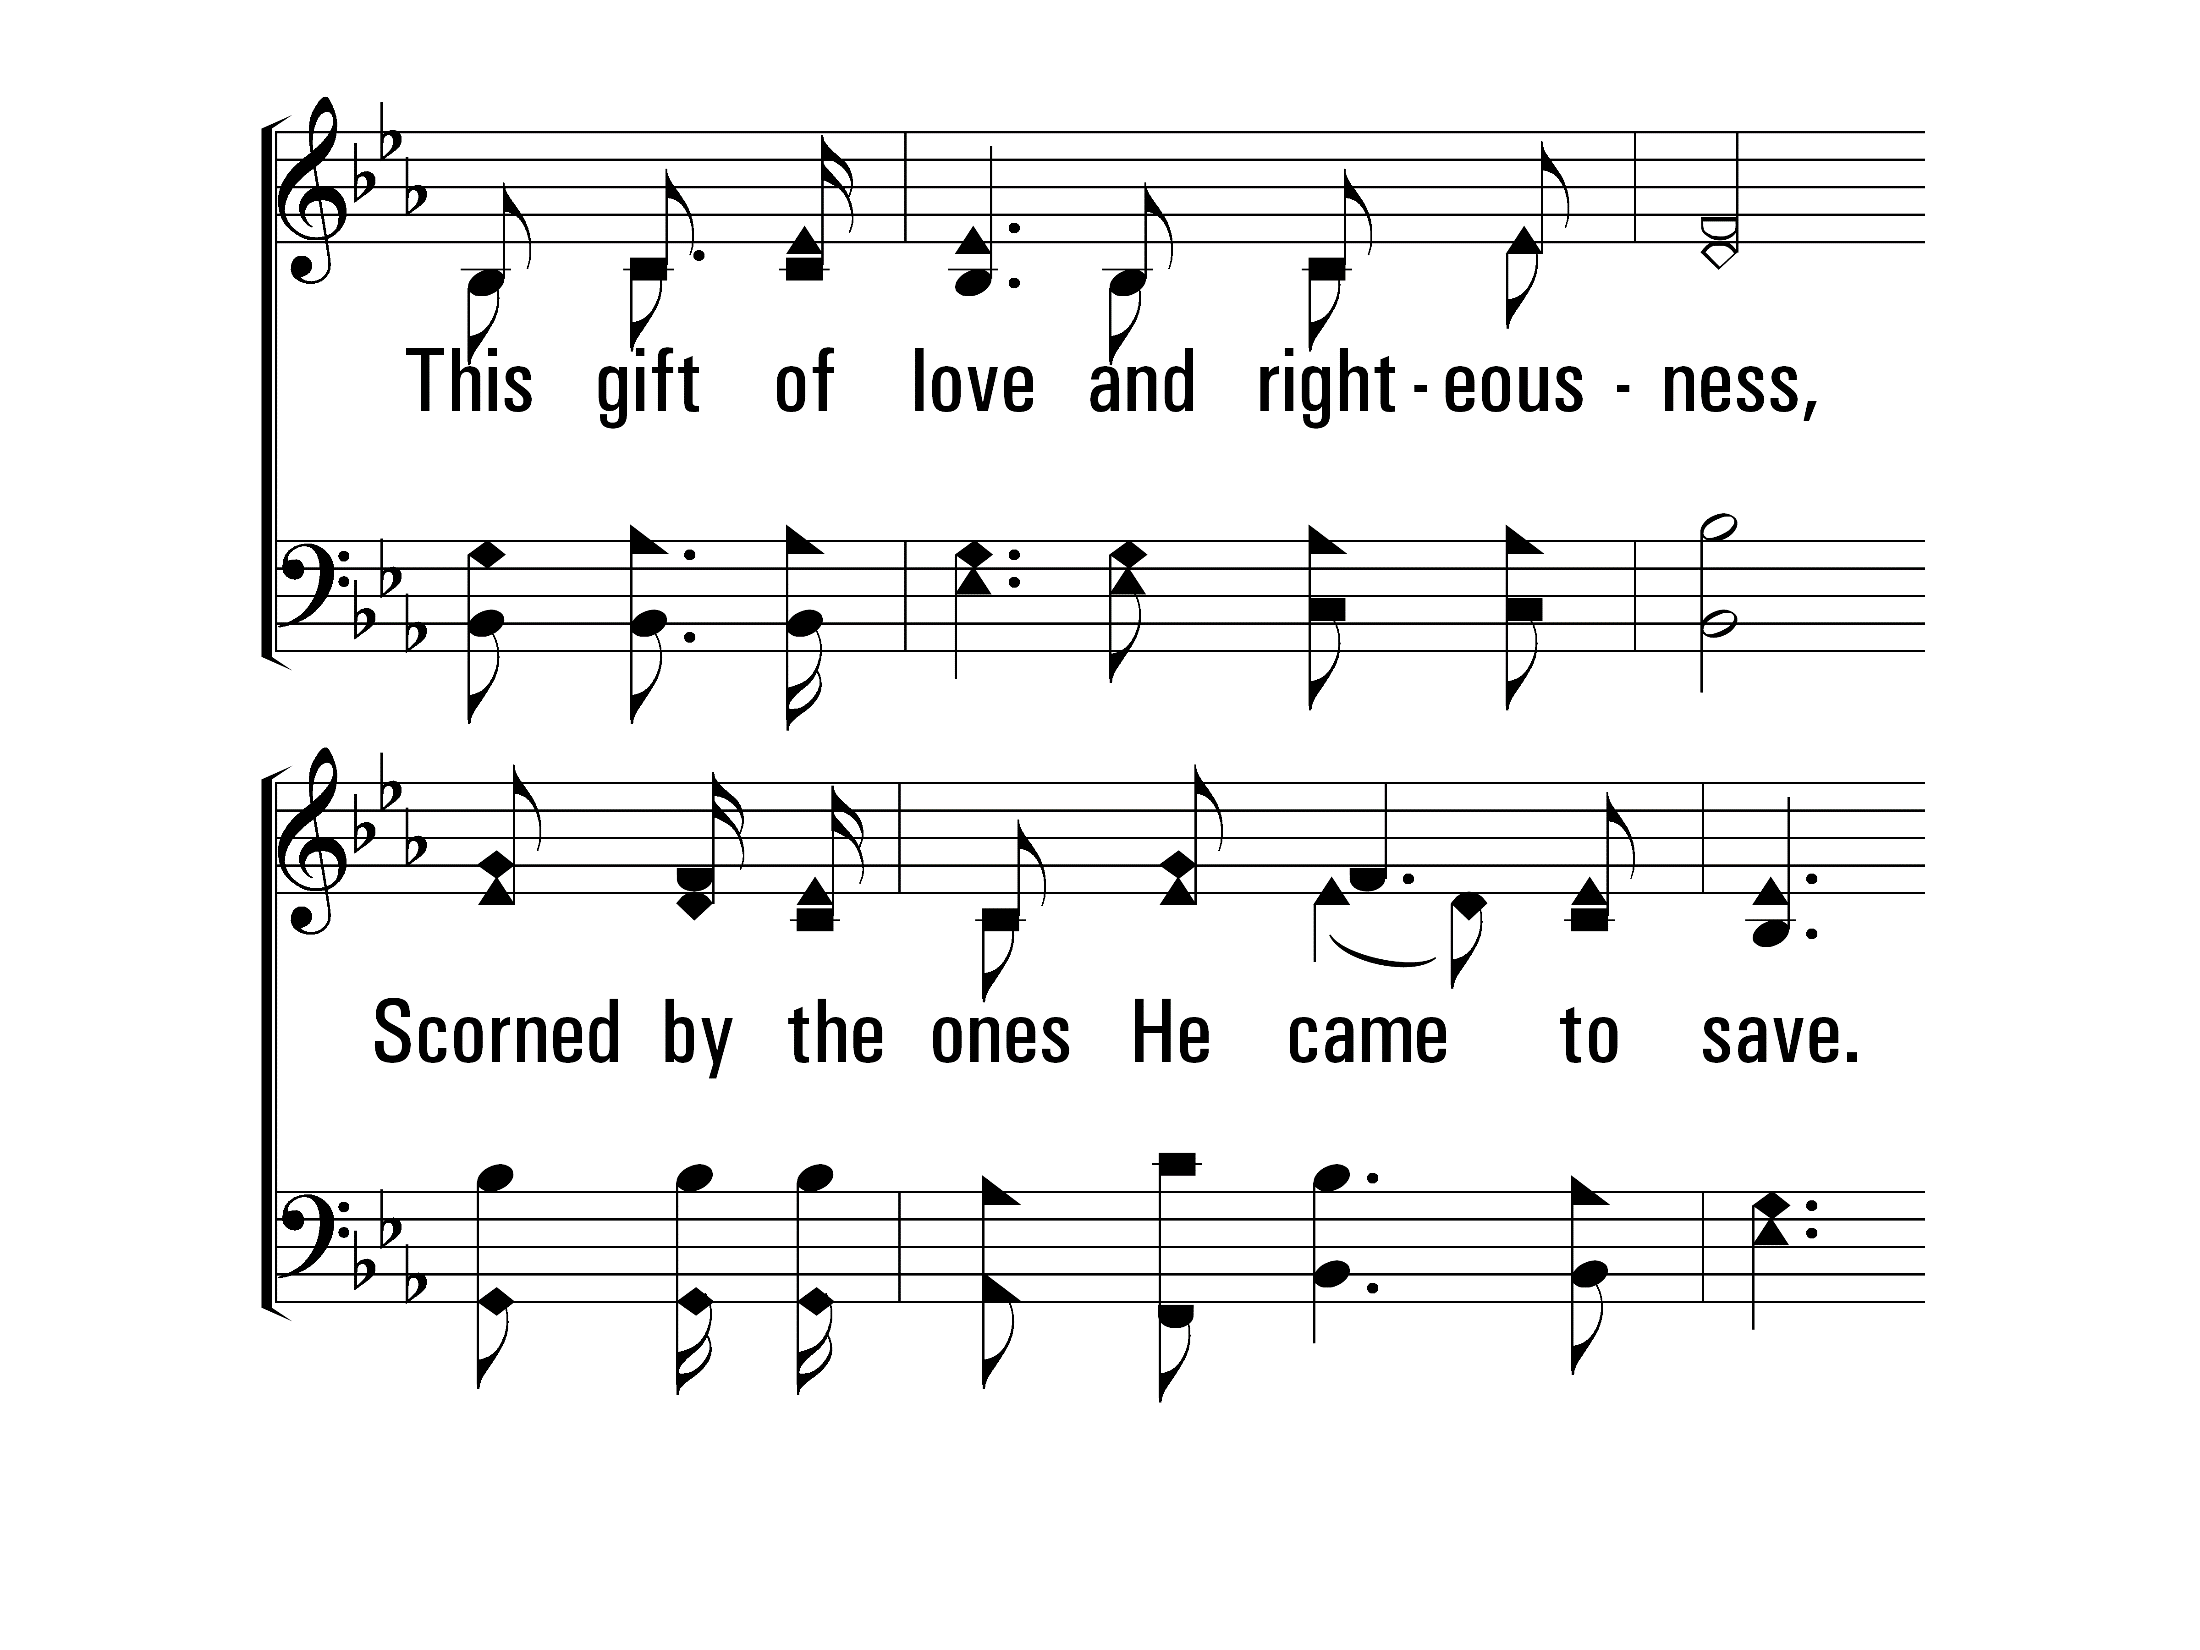 This gift of love and right - eous - ness,
Scorned by the ones He came to save.